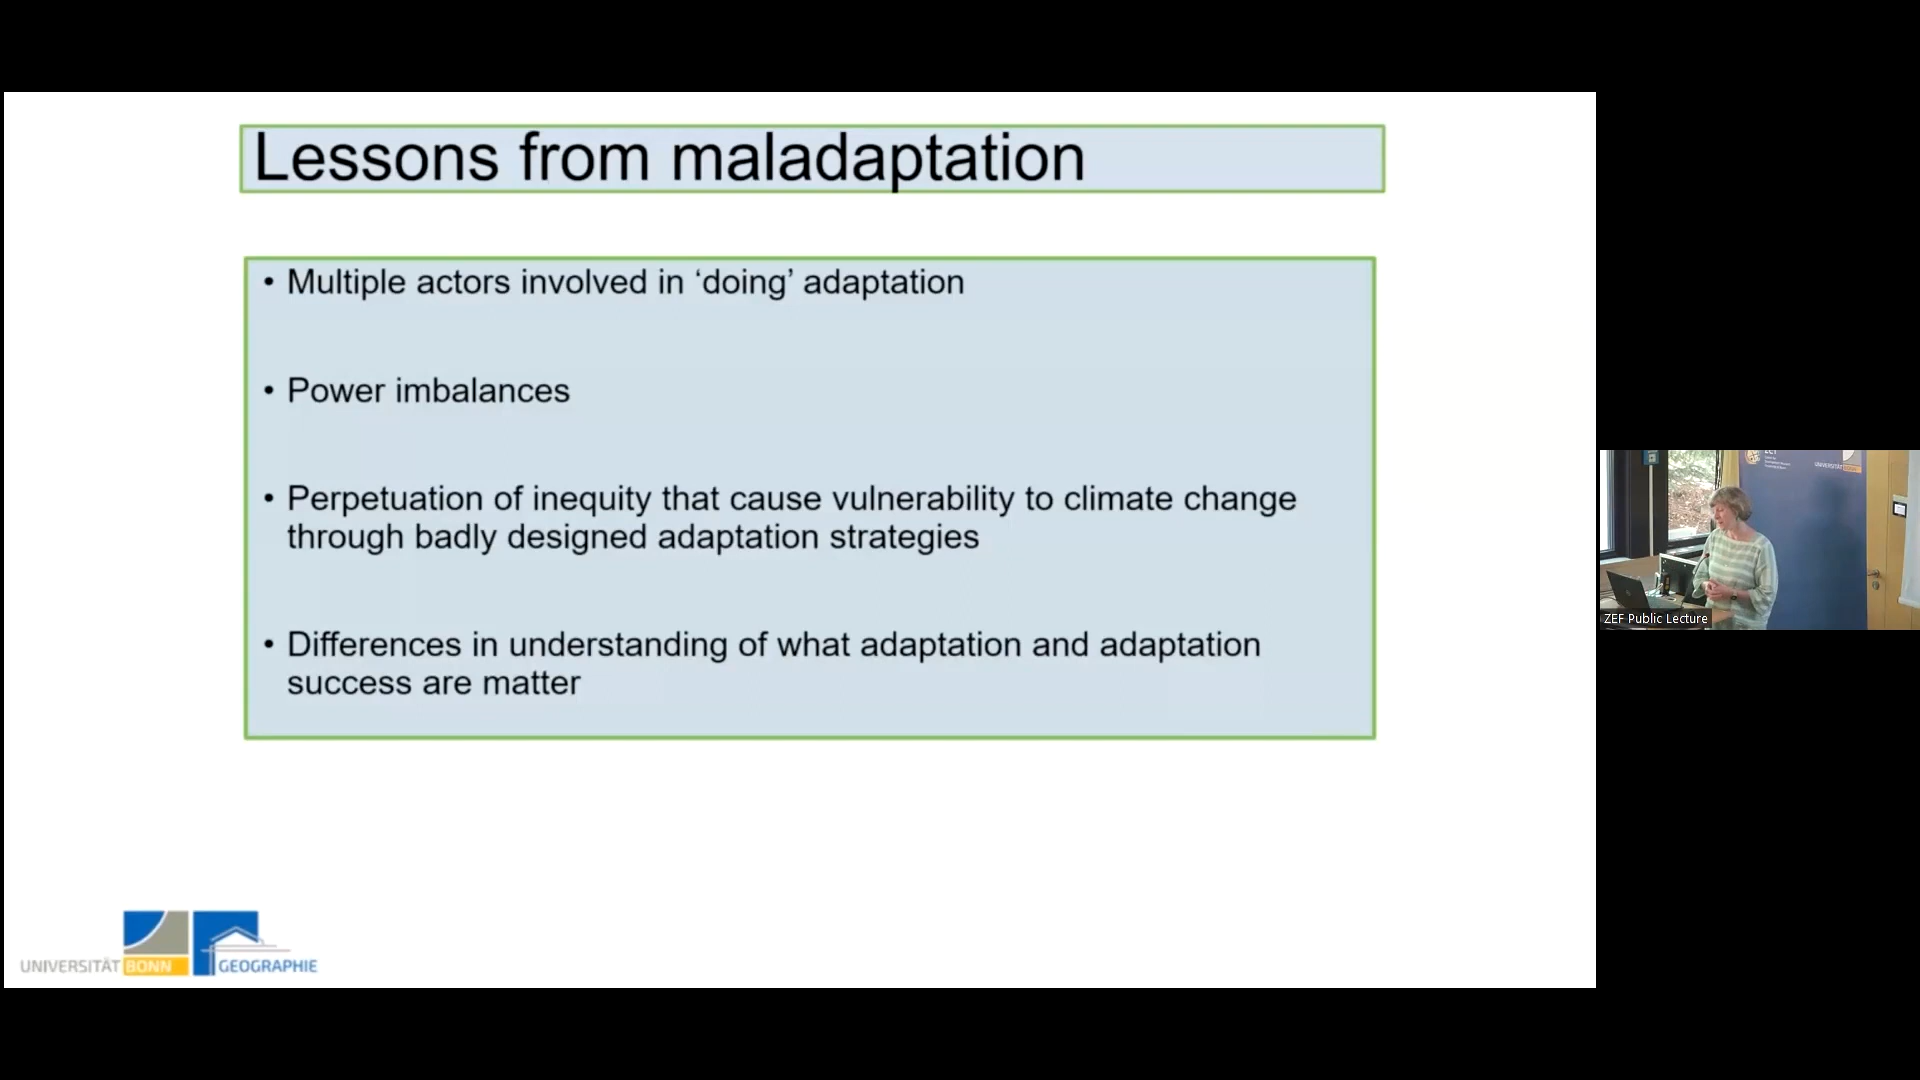 Lessons from maladaptation
• Multiple actors involved in ‘doing’ adaptation
• Power imbalances
• Perpetuation of inequity that cause vulnerability to climate change
through badly designed adaptation strategies
• Differences in understanding of what adaptation and adaptation
success are matter
UNIVERSITÄT BONN
GEOGRAPHIE
UNIVERSITÄT BONN
ZEF Public Lecture